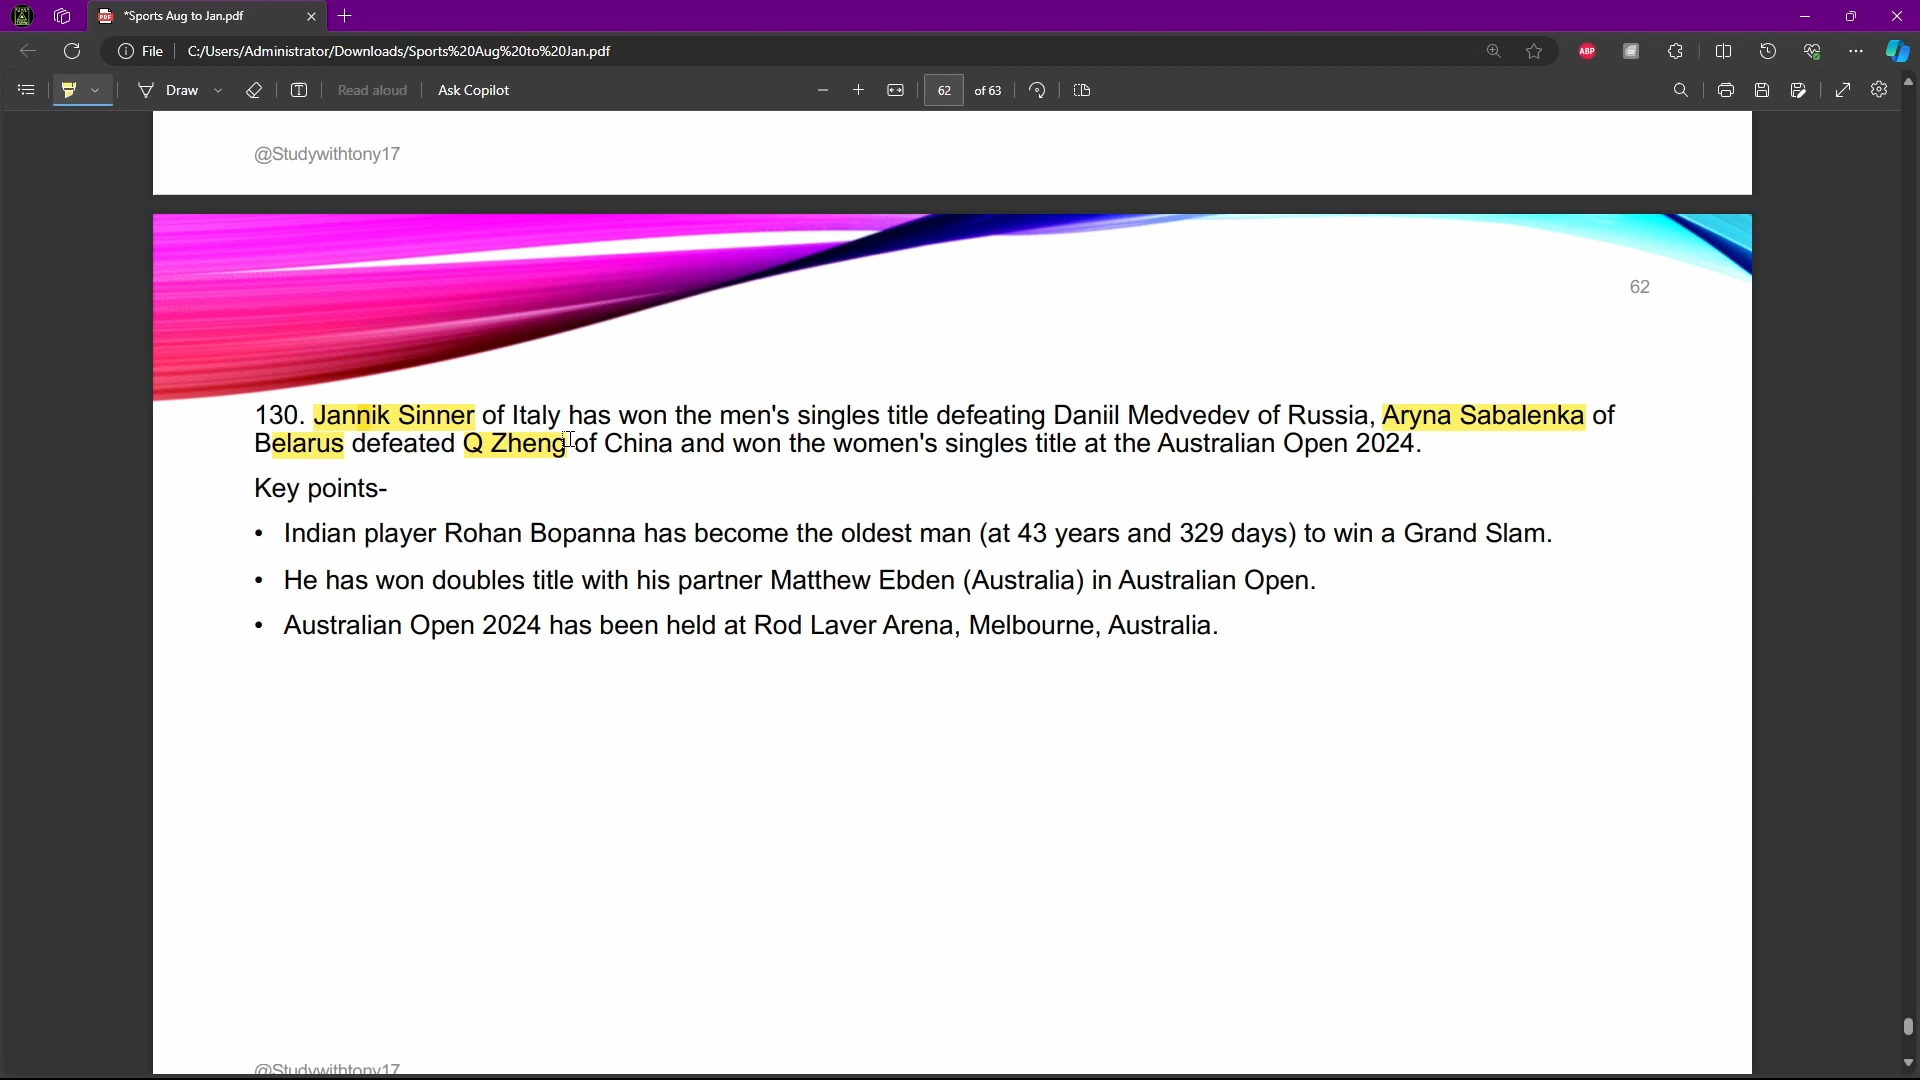 *Sports Aug to Jan.pdf
File C:/Users/Administrator/Downloads/Sports%20Aug%20to%20Jan.pdf ABP
Draw Read aloud Ask Copilot 62 of 63
@Studywithtony17
62
130. Jannik Sinner of Italy has won the men's singles title defeating Daniil Medvedev of Russia, Aryna Sabalenka of
Belarus defeated Q Zheng of China and won the women's singles title at the Australian Open 2024.
Key points-
• Indian player Rohan Bopanna has become the oldest man (at 43 years and 329 days) to win a Grand Slam.
• He has won doubles title with his partner Matthew Ebden (Australia) in Australian Open.
• Australian Open 2024 has been held at Rod Laver Arena, Melbourne, Australia.
@Studywithtony17